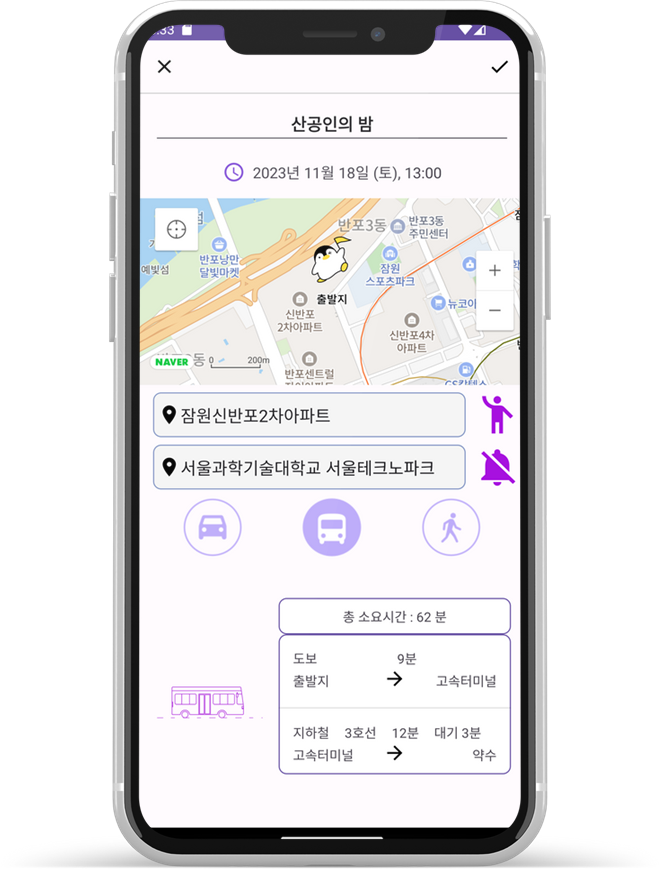 :33
산공인의 밤
2023년 11월 18일 (토), 13:00
반포3동
반포3동
주민센터
반포낭만
달빛마켓
예빛섬
잠원
스포츠파크
출발지
신반포
2차아파트
뉴코아
신반포4차
아파트
NAVER
동
0
200m
반포센트럴
GS칼텍스
잠원신반포2차아파트
서울과학기술대학교 서울테크노파크
총 소요시간 : 62 분
도보 9분
출발지 → 고속터미널
지하철 3호선 12분 대기 3분
고속터미널 → 약수